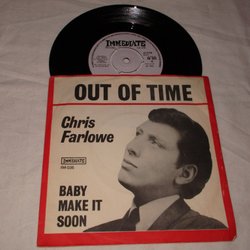 IMMEDIATE
OUT OF TIME
Chris
Farlowe
IMMEDIATE
BABY
MAKE IT
SOON